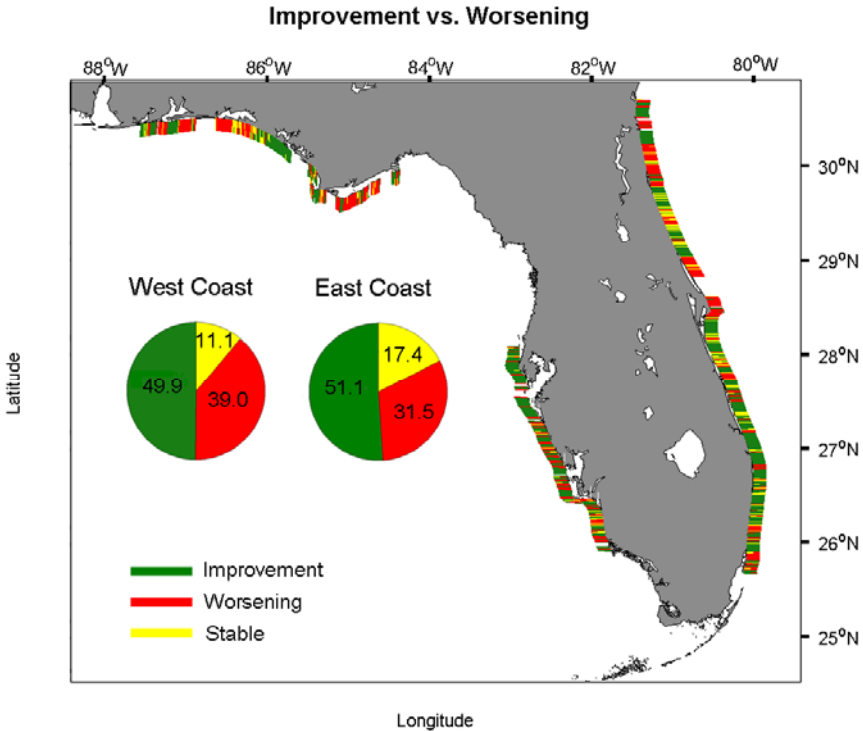 Improvement vs. Worsening
88°W 86°W 84°W 82°W 80°W
30°N
29°N
West Coast East Coast
11.1 17.4
28°N
49.9 39.0 51.1 31.5
Latitude
27°N
26°N
Improvement
Worsening
Stable
25°N
Longitude